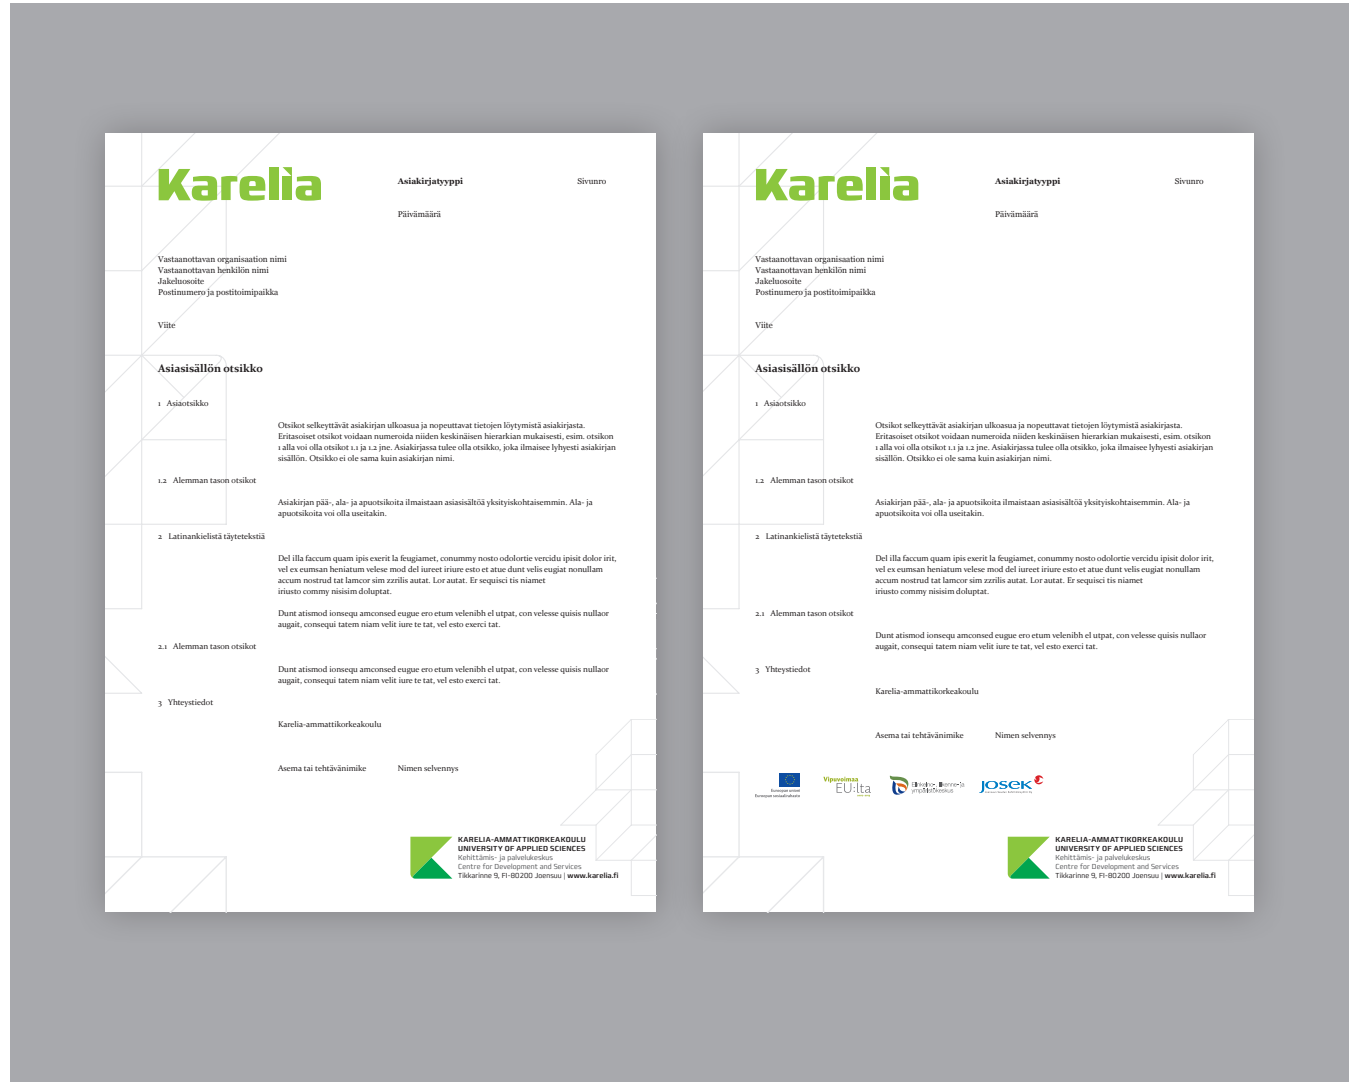 Karelia
Asiakirjatyyppi
Sivunro
Päivämäärä
Vastaanottavan organisaation nimi
Vastaanottavan henkilön nimi
Jakeluosoite
Postinumero ja postitoimipaikka
Viite
Asiasisällön otsikko
1 Asiaotsikko
Otsikot selkeyttävät asiakirjan ulkoasua ja nopeuttavat tietojen löytymistä asiakirjasta.
Eritasoiset otsikot voidaan numeroida niiden keskinäisen hierarkian mukaisesti, esim. otsikon
1 alla voi olla otsikot 1.1 ja 1.2 jne. Asiakirjassa tulee olla otsikko, joka ilmaisee lyhyesti asiakirjan
sisällön. Otsikko ei ole sama kuin asiakirjan nimi.
1.2 Alemman tason otsikot
Asiakirjan pää-, ala- ja apuotsikoita ilmaistaan asiasisältöä yksityiskohtaisemmin. Ala- ja
apuotsikoita voi olla useitakin.
2 Latinankielistä täytetekstiä
Del illa faccum quam ipis exerit la feugiamet, conummy nosto odolortie vercidu ipisit dolor irit,
vel ex eumsan heniatum velese mod del iureet iriure esto et atue dunt velis eugiat nonullam
accum nostrud tat lamcor sim zzrilis autat. Lor autat. Er sequisci tis niamet
iriusto commy nisisim doluptat.
Dunt atismod ionsequ amconsed eugue ero etum velenibh el utpat, con velesse quisis nullaor
augait, consequi tatem niam velit iure te tat, vel esto exerci tat.
2.1 Alemman tason otsikot
Dunt atismod ionsequ amconsed eugue ero etum velenibh el utpat, con velesse quisis nullaor
augait, consequi tatem niam velit iure te tat, vel esto exerci tat.
3 Yhteystiedot
Karelia-ammattikorkeakoulu
Asema tai tehtävänimike
Nimen selvennys
KARELIA-AMMATTIKORKEAKOULU
UNIVERSITY OF APPLIED SCIENCES
Kehittämis- ja palvelukeskus
Centre for Development and Services
Tikkarinne 9, FI-80200 Joensuu | www.karelia.fi
Karelia
Asiakirjatyyppi
Sivunro
Päivämäärä
Vastaanottavan organisaation nimi
Vastaanottavan henkilön nimi
Jakeluosoite
Postinumero ja postitoimipaikka
Viite
Asiasisällön otsikko
1 Asiaotsikko
Otsikot selkeyttävät asiakirjan ulkoasua ja nopeuttavat tietojen löytymistä asiakirjasta.
Eritasoiset otsikot voidaan numeroida niiden keskinäisen hierarkian mukaisesti, esim. otsikon
1 alla voi olla otsikot 1.1 ja 1.2 jne. Asiakirjassa tulee olla otsikko, joka ilmaisee lyhyesti asiakirjan
sisällön. Otsikko ei ole sama kuin asiakirjan nimi.
1.2 Alemman tason otsikot
Asiakirjan pää-, ala- ja apuotsikoita ilmaistaan asiasisältöä yksityiskohtaisemmin. Ala- ja
apuotsikoita voi olla useitakin.
2 Latinankielistä täytetekstiä
Del illa faccum quam ipis exerit la feugiamet, conummy nosto odolortie vercidu ipisit dolor irit,
vel ex eumsan heniatum velese mod del iureet iriure esto et atue dunt velis eugiat nonullam
accum nostrud tat lamcor sim zzrilis autat. Lor autat. Er sequisci tis niamet
iriusto commy nisisim doluptat.
2.1 Alemman tason otsikot
Dunt atismod ionsequ amconsed eugue ero etum velenibh el utpat, con velesse quisis nullaor
augait, consequi tatem niam velit iure te tat, vel esto exerci tat.
3 Yhteystiedot
Karelia-ammattikorkeakoulu
Asema tai tehtävänimike
Nimen selvennys
Euroopan unioni
Euroopan sosiaalirahasto
Vipuvoimaa
EU:lta
Elinkeino-, liikenne- ja
ympäristökeskus
JOSEK
KARELIA-AMMATTIKORKEAKOULU
UNIVERSITY OF APPLIED SCIENCES
Kehittämis- ja palvelukeskus
Centre for Development and Services
Tikkarinne 9, FI-80200 Joensuu | www.karelia.fi